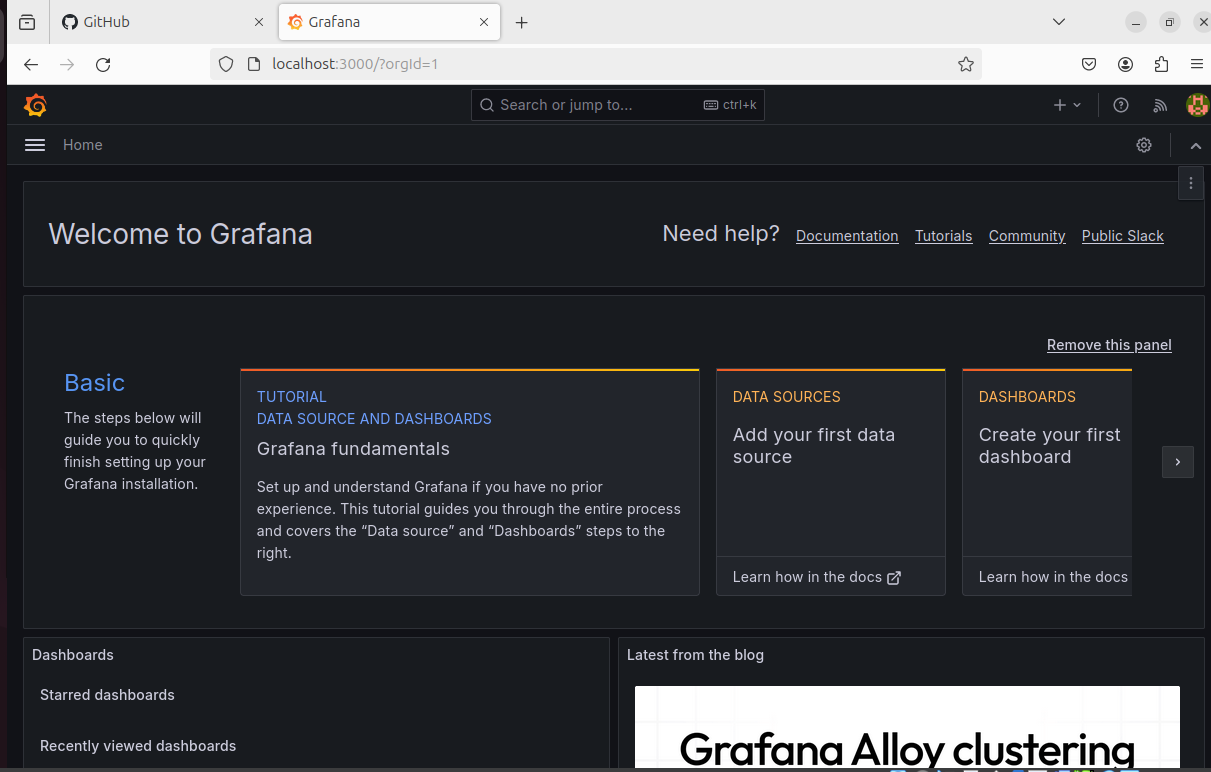 GitHub
Grafana
localhost:3000/?orgId=1
Search or jump to...
ctrl+k
Home
Welcome to Grafana
Need help?
Documentation
Tutorials
Community
Public Slack
Remove this panel
Basic
The steps below will
guide you to quickly
finish setting up your
Grafana installation.
TUTORIAL
DATA SOURCE AND DASHBOARDS
Grafana fundamentals
Set up and understand Grafana if you have no prior
experience. This tutorial guides you through the entire process
and covers the “Data source” and “Dashboards” steps to the
right.
DATA SOURCES
Add your first data
source
Learn how in the docs
DASHBOARDS
Create your first
dashboard
Learn how in the docs
Dashboards
Starred dashboards
Recently viewed dashboards
Latest from the blog
Grafana Alloy clustering